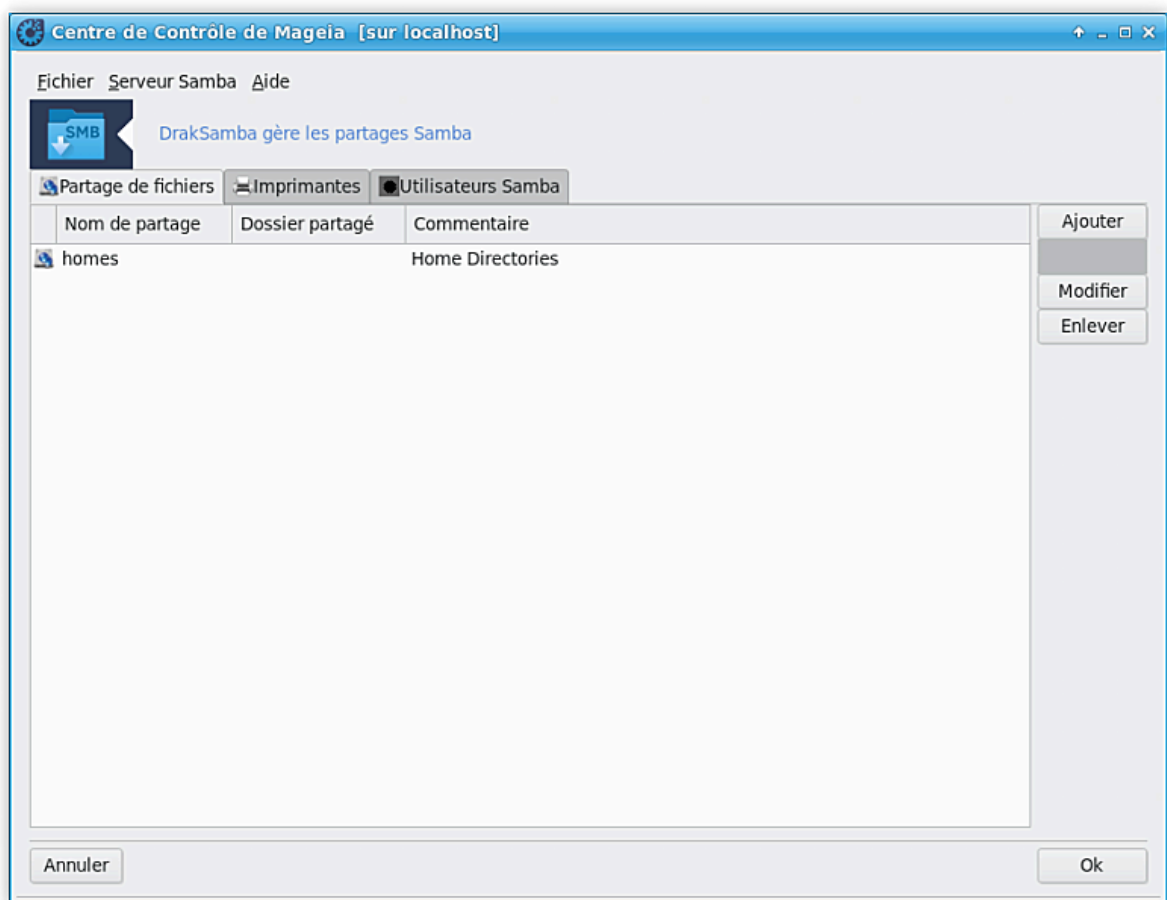 Centre de Contrôle de Mageia [sur localhost]
Fichier Serveur Samba Aide
SMB
DrakSamba gère les partages Samba
Partage de fichiers Imprimantes Utilisateurs Samba
Nom de partage Dossier partagé Commentaire
Ajouter
homes Home Directories
Modifier
Enlever
Annuler Ok